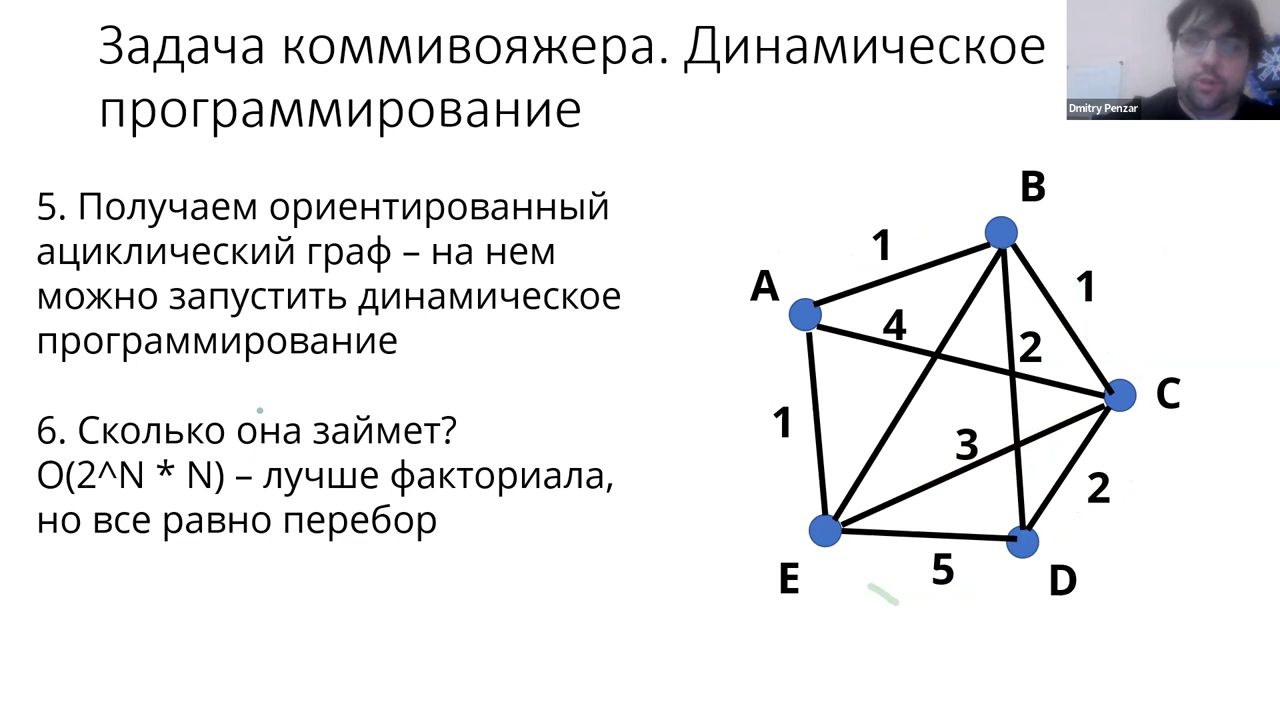 Задача коммивояжера. Динамическое
программирование
Dmitry Penzar
5. Получаем ориентированный
ациклический граф – на нем
можно запустить динамическое
программирование
6. Сколько она займет?
O(2^N * N) – лучше факториала,
но все равно перебор
B
1
A
1
4
2
C
1
3
2
5
E
D